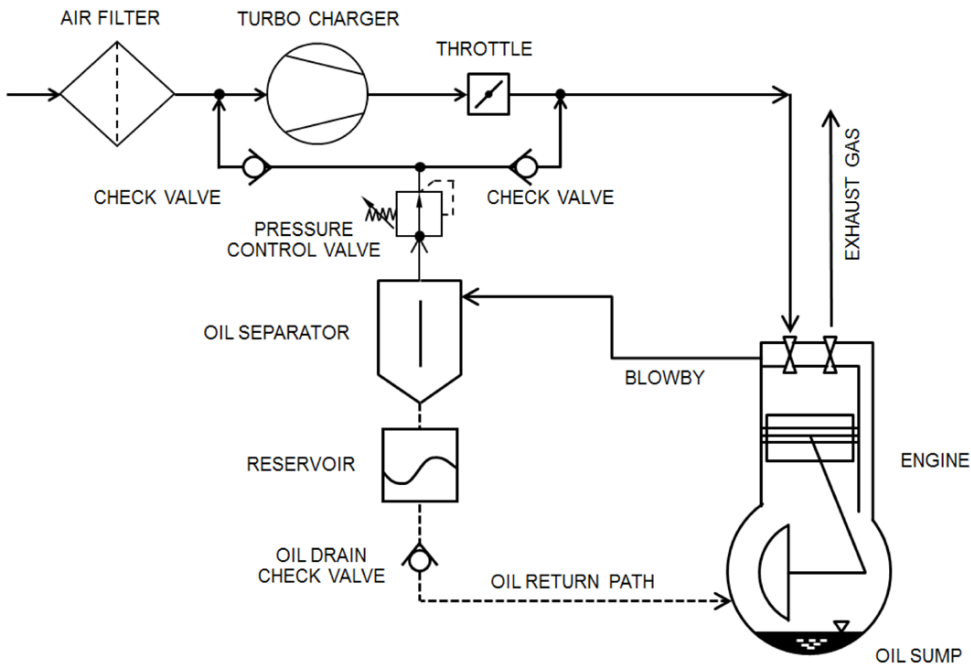 AIR FILTER
TURBO CHARGER
THROTTLE
CHECK VALVE
CHECK VALVE
PRESSURE
CONTROL VALVE
EXHAUST GAS
OIL SEPARATOR
BLOWBY
RESERVOIR
ENGINE
OIL DRAIN
CHECK VALVE
OIL RETURN PATH
OIL SUMP